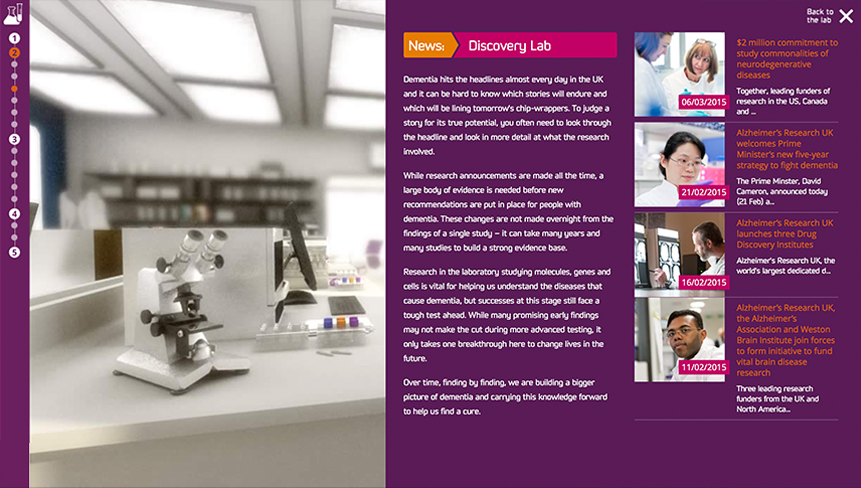 Back to
the lab
1
2
3
4
5
News:
Discovery Lab
Dementia hits the headlines almost every day in the UK
and it can be hard to know which stories will endure and
which will be lining tomorrow's chip-wrappers. To judge a
story for its true potential, you often need to look through
the headline and look in more detail at what the research
involved.
While research announcements are made all the time, a
large body of evidence is needed before new
recommendations are put in place for people with
dementia. These changes are not made overnight from the
findings of a single study – it can take many years and
many studies to build a strong evidence base.
Research in the laboratory studying molecules, genes and
cells is vital for helping us understand the diseases that
cause dementia, but successes at this stage still face a
tough test ahead. While many promising early findings
may not make the cut during more advanced testing, it
only takes one breakthrough here to change lives in the
future.
Over time, finding by finding, we are building a bigger
picture of dementia and carrying this knowledge forward
to help us find a cure.
06/03/2015
$2 million commitment to
study commonalities of
neurodegenerative
diseases
Together, leading funders of
research in the US, Canada
and ...
21/02/2015
Alzheimer's Research UK
welcomes Prime
Minister's new five-year
strategy to fight dementia
The Prime Minster, David
Cameron, announced today
(21 Feb) a...
16/02/2015
Alzheimer's Research UK
launches three Drug
Discovery Institutes
Alzheimer's Research UK, the
world's largest dedicated d...
11/02/2015
Alzheimer's Research UK,
the Alzheimer's
Association and Weston
Brain Institute join forces
to form initiative to fund
vital brain disease
research
Three leading research
funders from the UK and
North America...